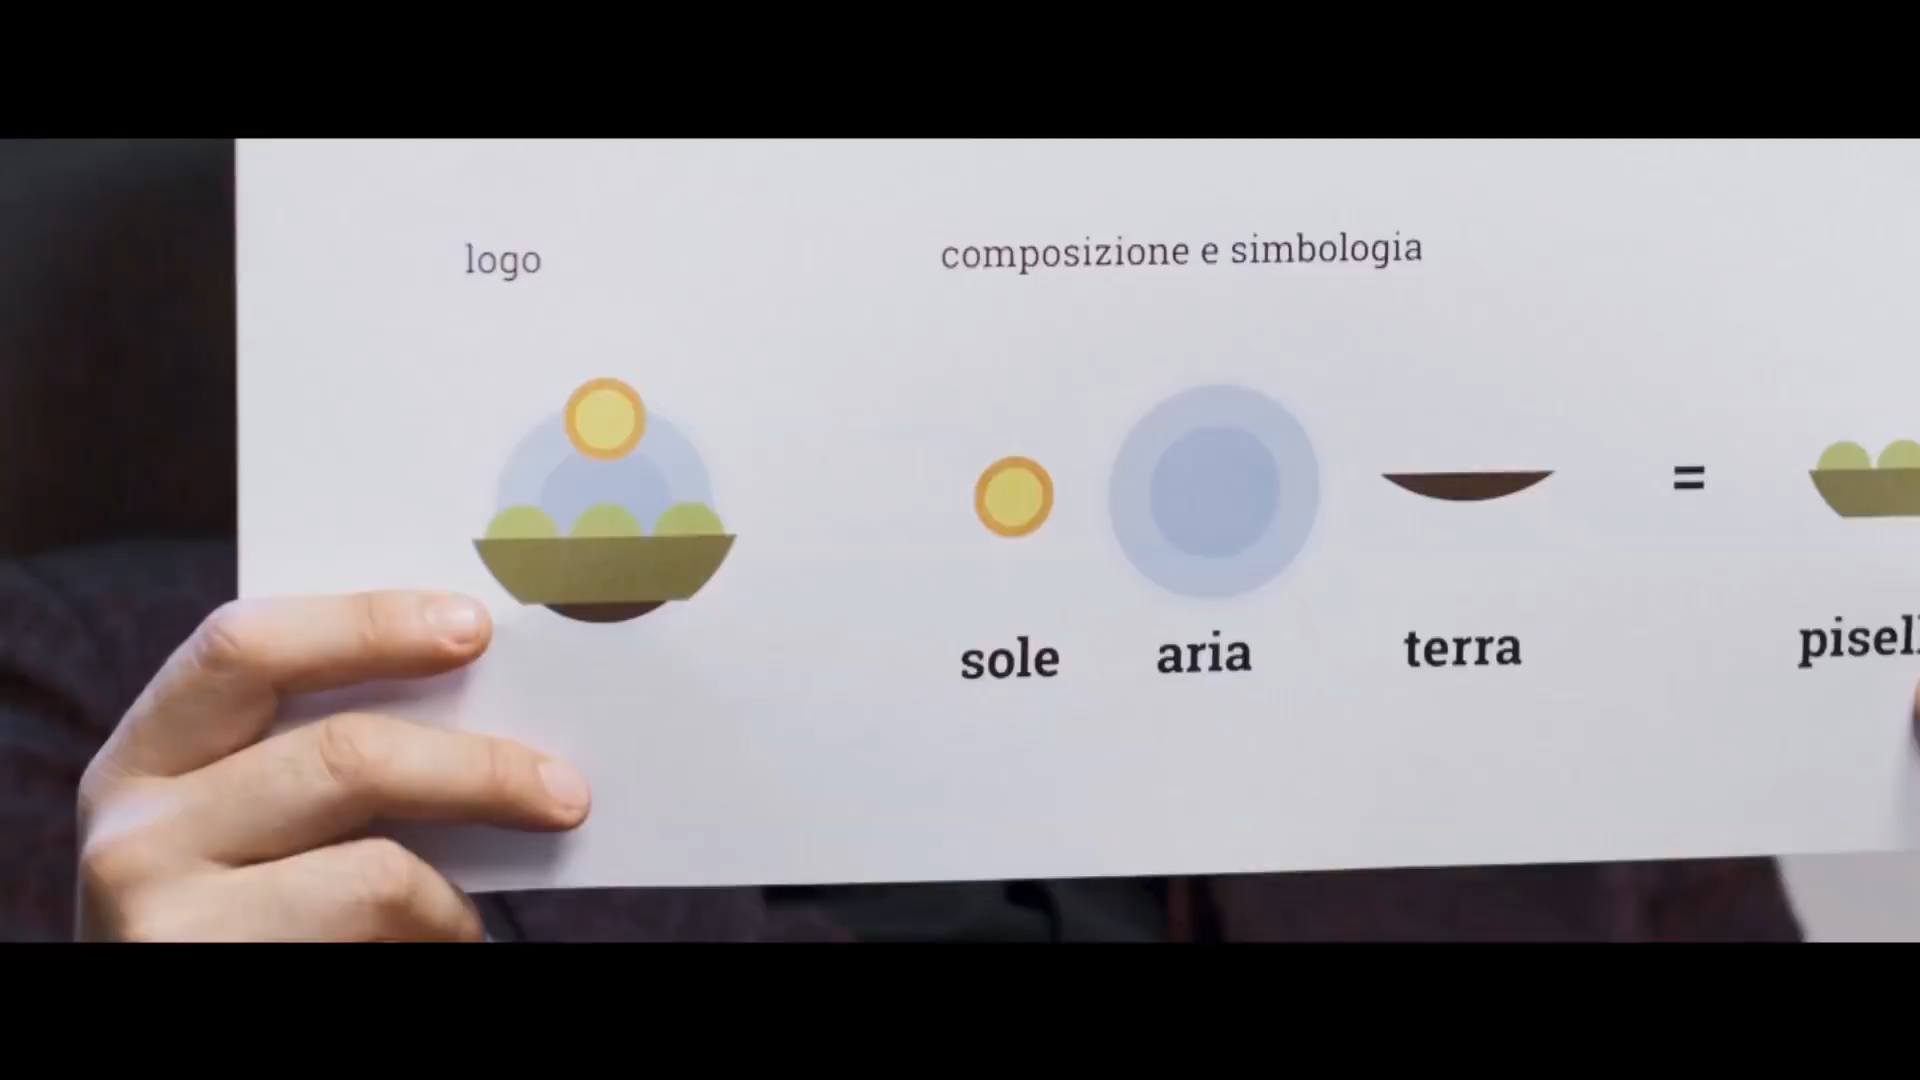 logo
composizione e simbologia
=
sole aria terra